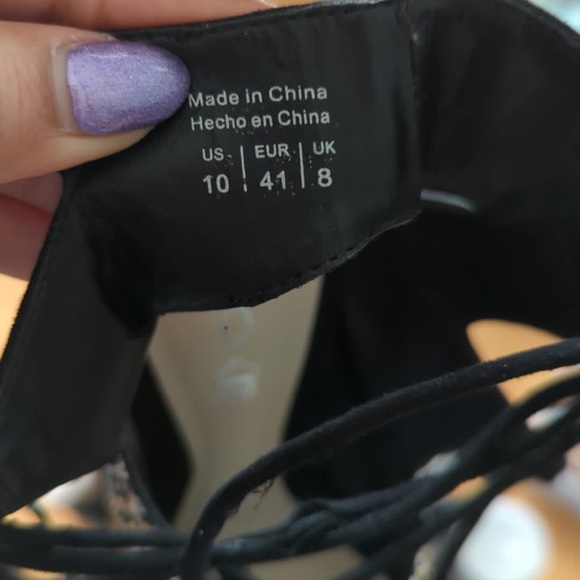 Made in China
Hecho en China
US | EUR | UK
10 | 41 | 8